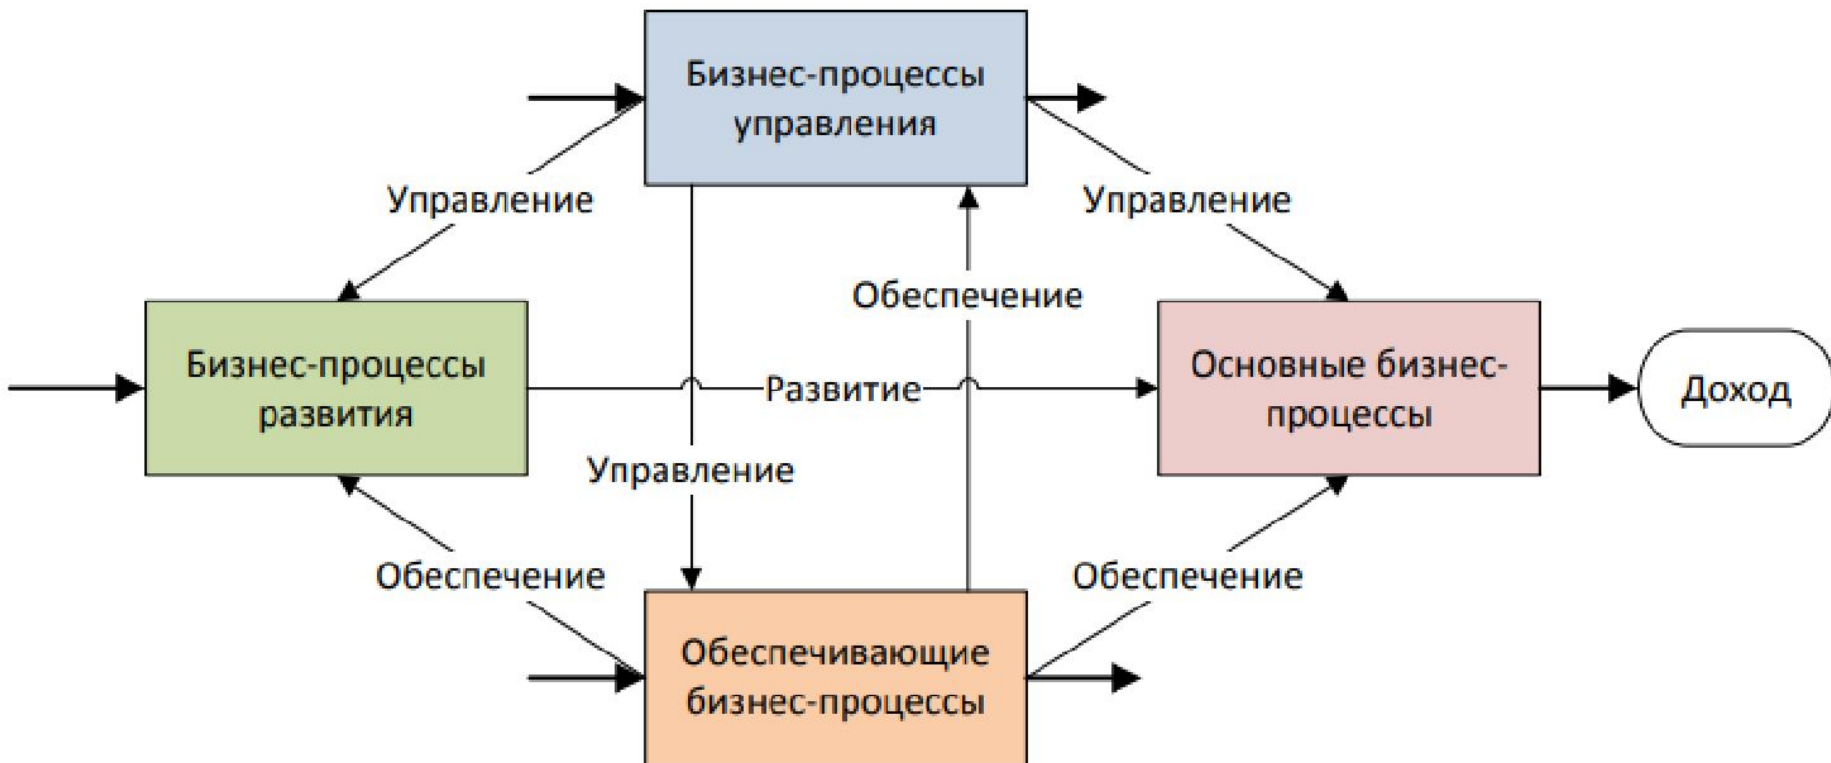 Бизнес-процессы
управления
Управление
Управление
Обеспечение
Бизнес-процессы
развития
Развитие
Основные бизнес-
процессы
Доход
Управление
Обеспечение
Обеспечение
Обеспечивающие
бизнес-процессы